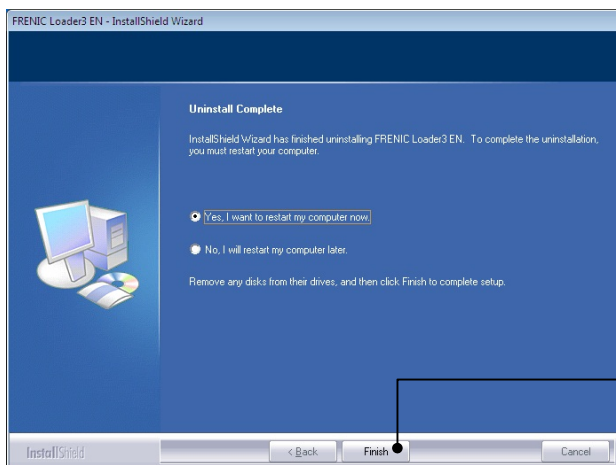 FRENIC Loader3 EN - InstallShield Wizard
Uninstall Complete
InstallShield Wizard has finished uninstalling FRENIC Loader3 EN. To complete the uninstallation,
you must restart your computer.
Yes, I want to restart my computer now.
No, I will restart my computer later.
Remove any disks from their drives, and then click Finish to complete setup.
InstallShield
< Back
Finish
Cancel